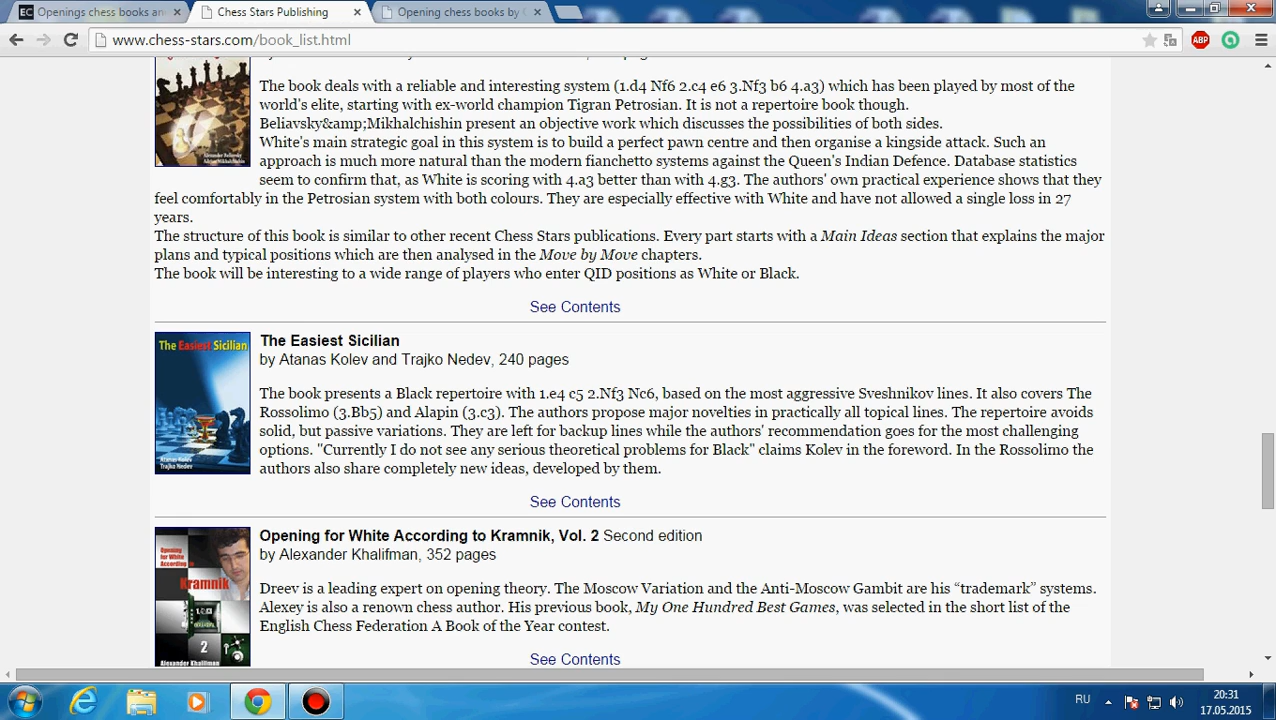 Openings chess books and
Chess Stars Publishing
Opening chess books by
www.chess-stars.com/book_list.html
ABP
The book deals with a reliable and interesting system (1.d4 Nf6 2.c4 e6 3.Nf3 b6 4.a3) which has been played by most of the
world's elite, starting with ex-world champion Tigran Petrosian. It is not a repertoire book though.
Beliavsky&amp;Mikhalchishin present an objective work which discusses the possibilities of both sides.
White's main strategic goal in this system is to build a perfect pawn centre and then organise a kingside attack. Such an
approach is much more natural than the modern fianchetto systems against the Queen's Indian Defence. Database statistics
seem to confirm that, as White is scoring with 4.a3 better than with 4.g3. The authors' own practical experience shows that they
feel comfortably in the Petrosian system with both colours. They are especially effective with White and have not allowed a single loss in 27
years.
The structure of this book is similar to other recent Chess Stars publications. Every part starts with a Main Ideas section that explains the major
plans and typical positions which are then analysed in the Move by Move chapters.
The book will be interesting to a wide range of players who enter QID positions as White or Black.
See Contents
The Easiest Sicilian
Atanas Kolev
Trajko Nedev
The Easiest Sicilian
by Atanas Kolev and Trajko Nedev, 240 pages
The book presents a Black repertoire with 1.e4 c5 2.Nf3 Nc6, based on the most aggressive Sveshnikov lines. It also covers The
Rossolimo (3.Bb5) and Alapin (3.c3). The authors propose major novelties in practically all topical lines. The repertoire avoids
solid, but passive variations. They are left for backup lines while the authors' recommendation goes for the most challenging
options. "Currently I do not see any serious theoretical problems for Black" claims Kolev in the foreword. In the Rossolimo the
authors also share completely new ideas, developed by them.
See Contents
Opening
for White
According to
Kramnik
2
Alexander Khalifman
Opening for White According to Kramnik, Vol. 2 Second edition
by Alexander Khalifman, 352 pages
Dreev is a leading expert on opening theory. The Moscow Variation and the Anti-Moscow Gambit are his “trademark” systems.
Alexey is also a renown chess author. His previous book, My One Hundred Best Games, was selected in the short list of the
English Chess Federation A Book of the Year contest.
See Contents
RU
20:31
17.05.2015